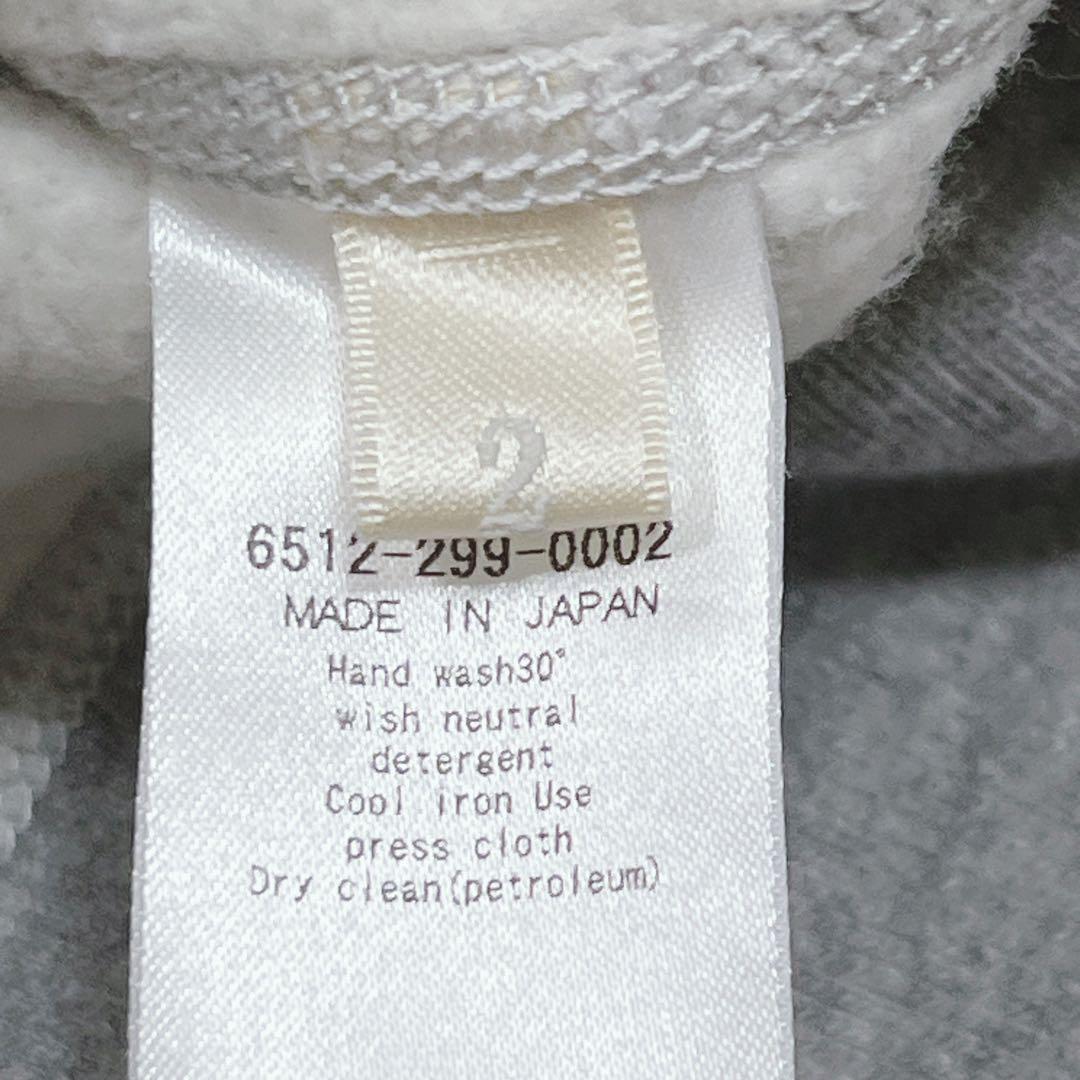 2
6512-299-0002
MADE IN JAPAN
Hand wash30°
wish neutral
detergent
Cool iron Use
press cloth
Dry clean(petroleum)